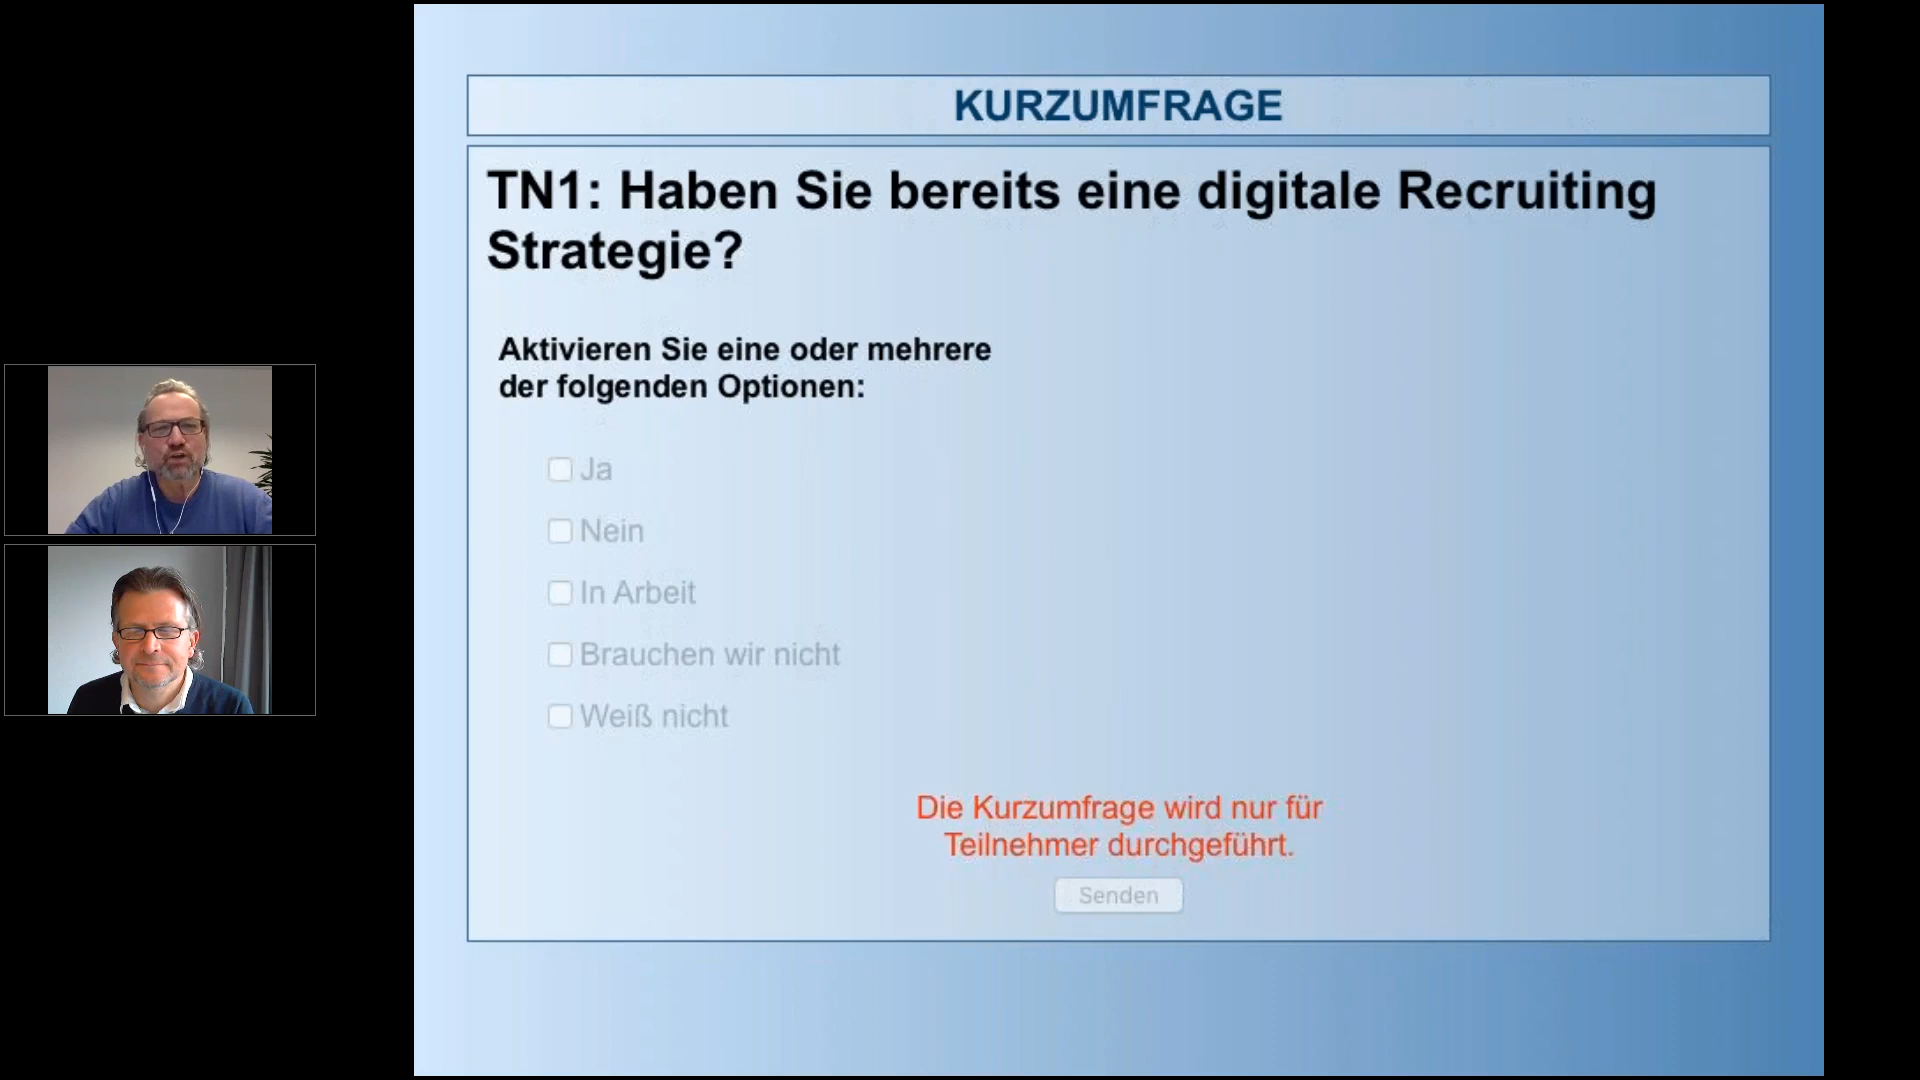 KURZUMFRAGE
TN1: Haben Sie bereits eine digitale Recruiting
Strategie?
Aktivieren Sie eine oder mehrere
der folgenden Optionen:
Ja
Nein
In Arbeit
Brauchen wir nicht
Weiß nicht
Die Kurzumfrage wird nur für
Teilnehmer durchgeführt.
Senden